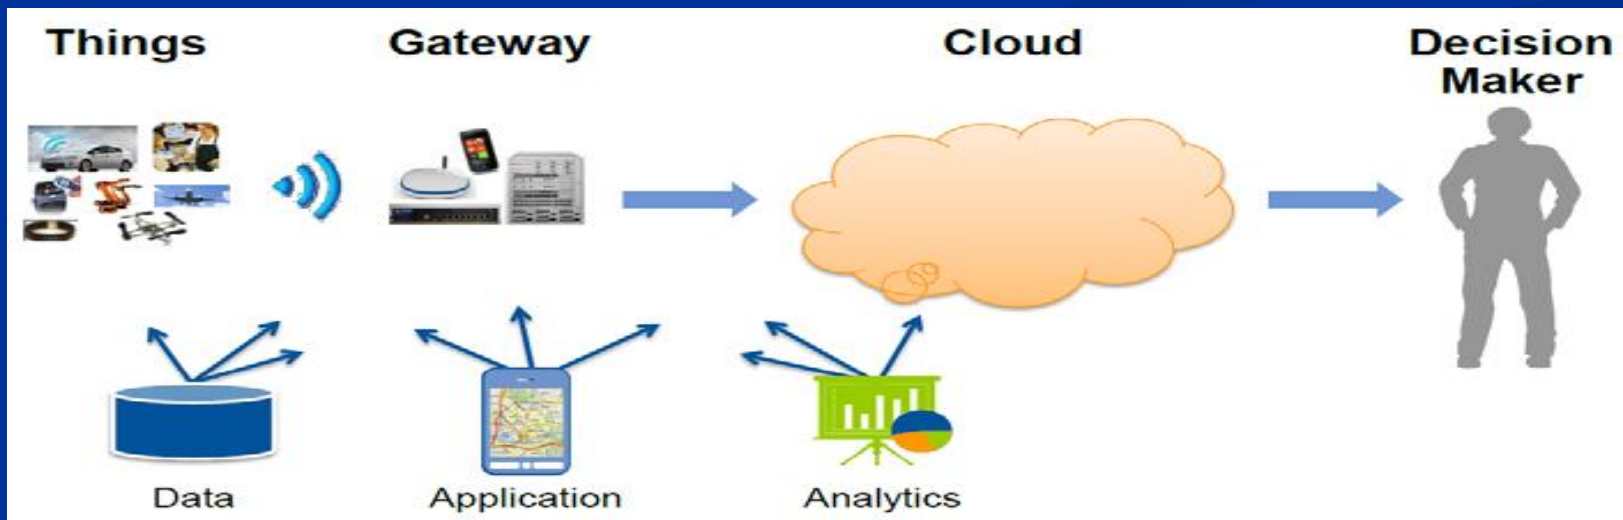 Things
Gateway
Cloud
Decision
Maker
Data
Application
Analytics